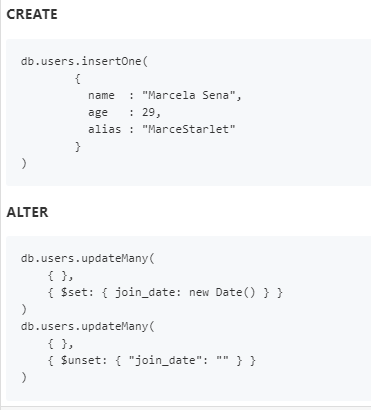 CREATE
db.users.insertOne(
{
name : "Marcela Sena",
age : 29,
alias : "MarceStarlet"
}
)
ALTER
db.users.updateMany(
{ },
{ $set: { join_date: new Date() } }
)
db.users.updateMany(
{ },
{ $unset: { "join_date": "" } }
)